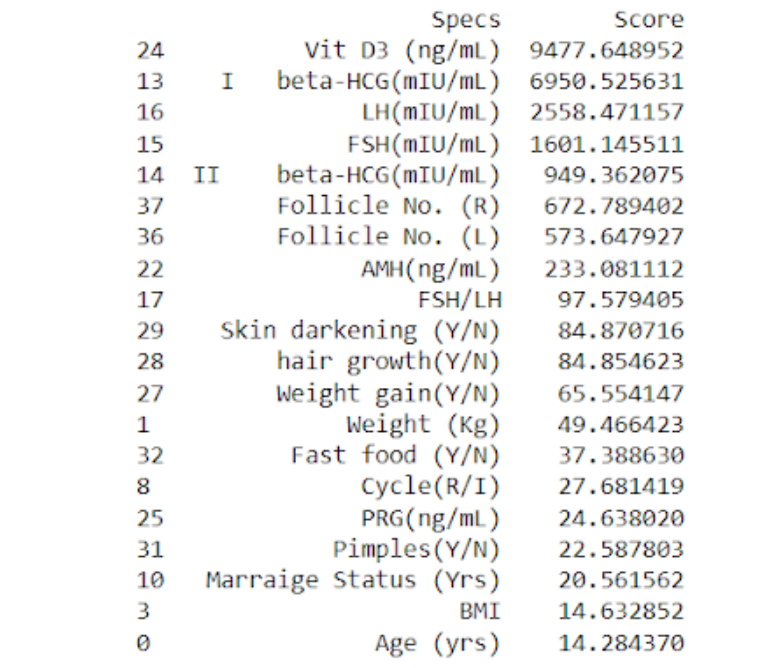 Specs Score
24 Vit D3 (ng/mL) 9477.648952
13 I beta-HCG(mIU/mL) 6950.525631
16 LH(mIU/mL) 2558.471157
15 FSH(mIU/mL) 1601.145511
14 II beta-HCG(mIU/mL) 949.362075
37 Follicle No. (R) 672.789402
36 Follicle No. (L) 573.647927
22 AMH(ng/mL) 233.081112
17 FSH/LH 97.579405
29 Skin darkening (Y/N) 84.870716
28 hair growth(Y/N) 84.854623
27 Weight gain(Y/N) 65.554147
1 Weight (Kg) 49.466423
32 Fast food (Y/N) 37.388630
8 Cycle(R/I) 27.681419
25 PRG(ng/mL) 24.638020
31 Pimples(Y/N) 22.587803
10 Marraige Status (Yrs) 20.561562
3 BMI 14.632852
0 Age (yrs) 14.284370